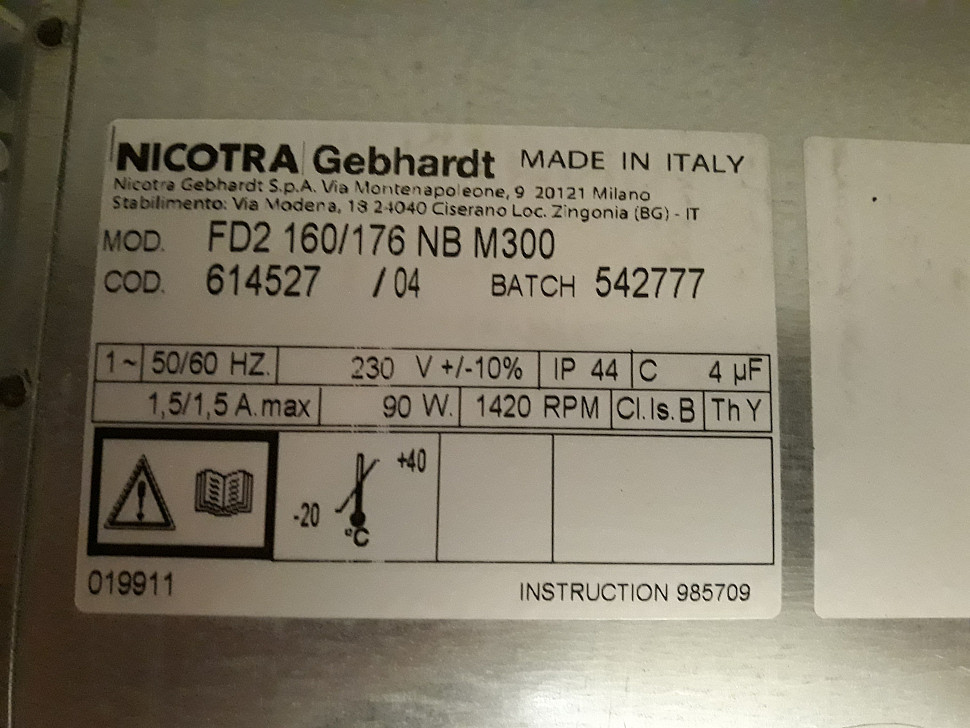 NICOTRA Gebhardt MADE IN ITALY
Nicotra Gebhardt S.p.A. Via Montenapoleone, 9 20121 Milano
Stabilimento: Via Modena, 18 24040 Ciserano Loc. Zingonia (BG) - IT
MOD. FD2 160/176 NB M300
COD. 614527 / 04 BATCH 542777
1~ 50/60 HZ. 230 V +/-10% IP 44 C 4 µF
1,5/1,5 A.max 90 W. 1420 RPM Cl.Is.B Th Y
-20 +40
°C
019911 INSTRUCTION 985709